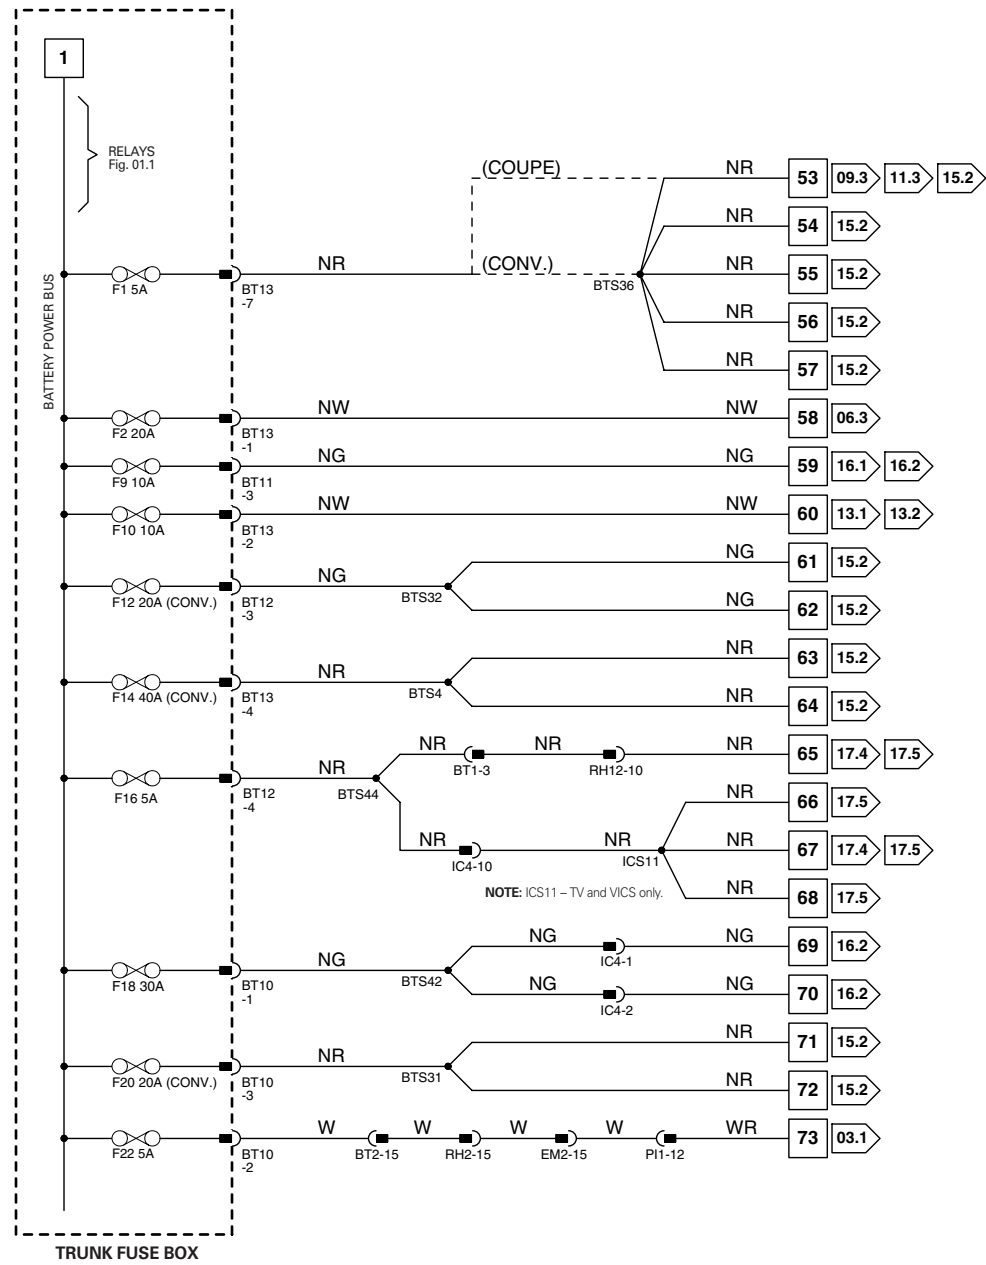 1
RELAYS
Fig. 01.1
BATTERY POWER BUS
(COUPE)
NR
53 09.3 11.3 15.2
NR
54 15.2
F1 5A
BT13
-7
NR
(CONV.)
BTS36
NR
55 15.2
NR
56 15.2
NR
57 15.2
F2 20A
BT13
-1
NW
NW
58 06.3
F9 10A
BT11
-3
NG
NG
59 16.1 16.2
F10 10A
BT13
-2
NW
NW
60 13.1 13.2
F12 20A (CONV.)
BT12
-3
NG
BTS32
NG
61 15.2
NG
62 15.2
F14 40A (CONV.)
BT13
-4
NR
BTS4
NR
63 15.2
NR
64 15.2
F16 5A
BT12
-4
NR
BTS44
NR
BT1-3
NR
RH12-10
NR
65 17.4 17.5
NR
66 17.5
NR
IC4-10
NR
ICS11
NR
67 17.4 17.5
NOTE: ICS11 – TV and VICS only.
NR
68 17.5
F18 30A
BT10
-1
NG
BTS42
NG
IC4-1
NG
69 16.2
NG
IC4-2
NG
70 16.2
F20 20A (CONV.)
BT10
-3
NR
BTS31
NR
71 15.2
NR
72 15.2
F22 5A
BT10
-2
W
BT2-15
W
RH2-15
W
EM2-15
W
PI1-12
WR
73 03.1
TRUNK FUSE BOX